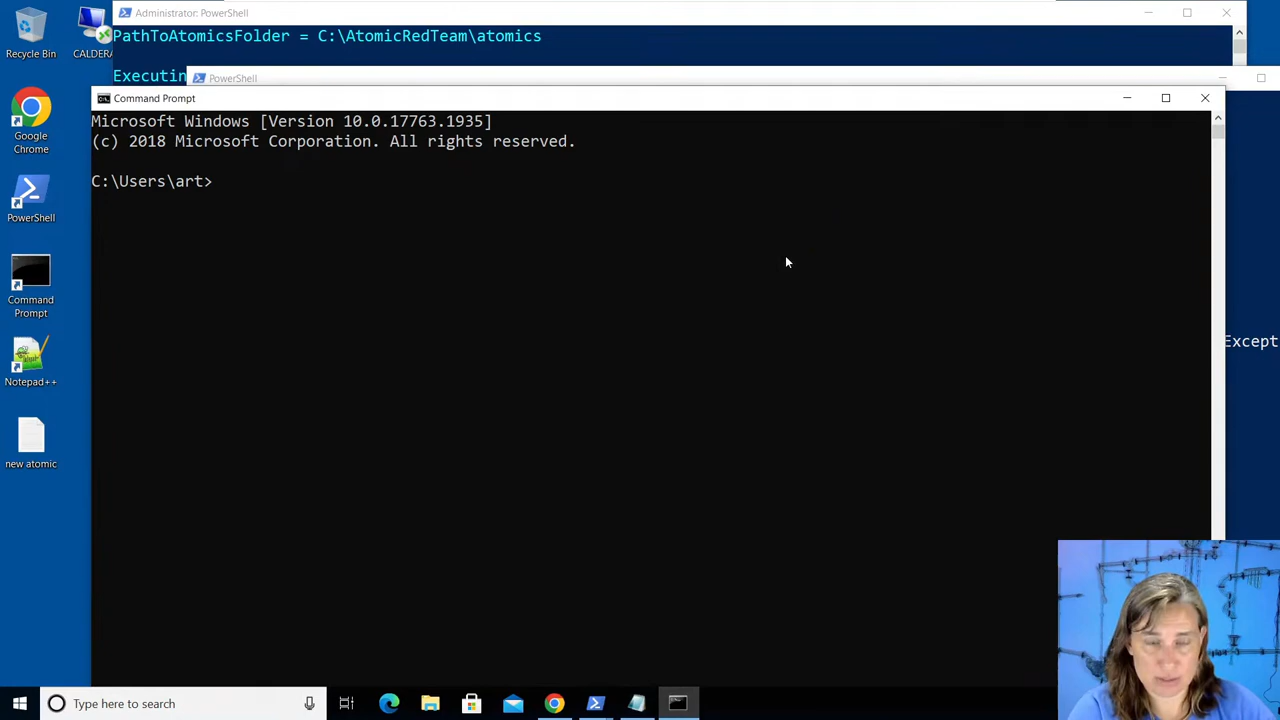 Administrator: PowerShell
PathToAtomicsFolder = C:\AtomicRedTeam\atomics
Executin
PowerShell
Command Prompt
Microsoft Windows [Version 10.0.17763.1935]
(c) 2018 Microsoft Corporation. All rights reserved.
C:\Users\art>
Except
Recycle Bin
CALDERA
Google
Chrome
PowerShell
Command
Prompt
Notepad++
new atomic
Type here to search